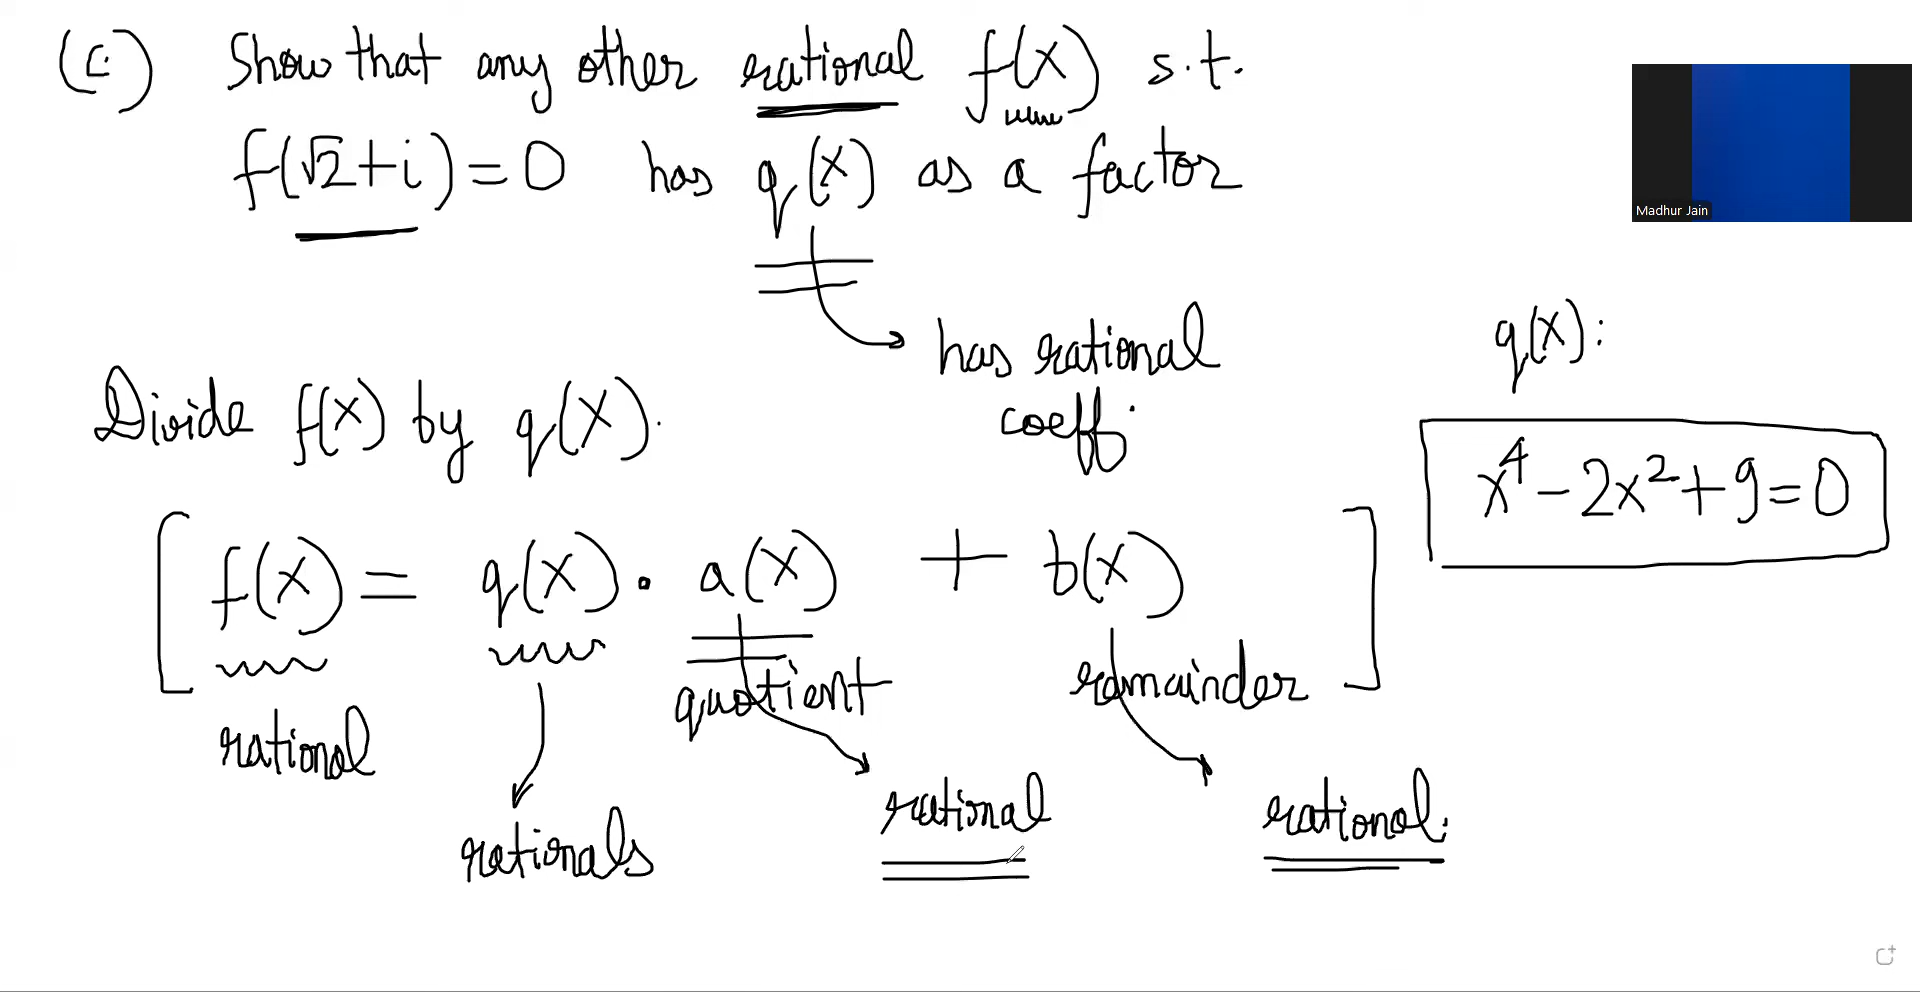 (c) Show that any other rational f(x) s.t.
f(√2+i) = 0 has q(x) as a factor
has rational
coeff.
q(x):
x⁴ - 2x² + 9 = 0
Divide f(x) by q(x).
[f(x) = q(x) · a(x) + b(x)]
quotient remainder
rational
rationals
rational
rational.
Madhur Jain